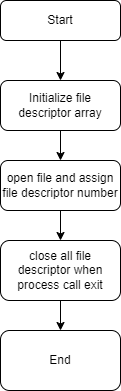 Start
Initialize file
descriptor array
open file and assign
file descriptor number
close all file
descriptor when
process call exit
End